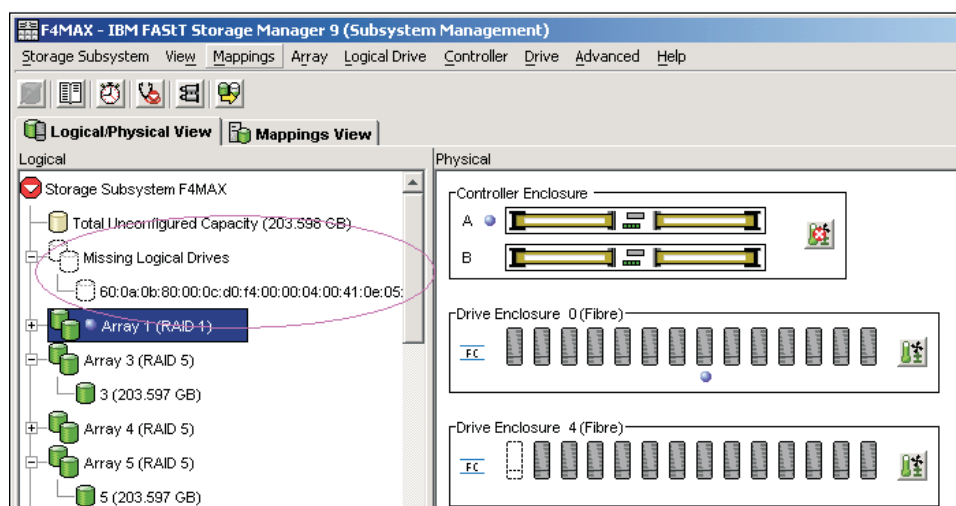 F4MAX - IBM FAStT Storage Manager 9 (Subsystem Management)
Storage Subsystem View Mappings Array Logical Drive Controller Drive Advanced Help
Logical/Physical View Mappings View
Logical
Storage Subsystem F4MAX
Total Unconfigured Capacity (203.598 GB)
Missing Logical Drives
60:0a:0b:80:00:0c:d0:f4:00:00:04:00:41:0e:05:
Array 1 (RAID 1)
Array 3 (RAID 5)
3 (203.597 GB)
Array 4 (RAID 5)
Array 5 (RAID 5)
5 (203.597 GB)
Physical
Controller Enclosure
A
B
Drive Enclosure 0 (Fibre)
FC
Drive Enclosure 4 (Fibre)
FC